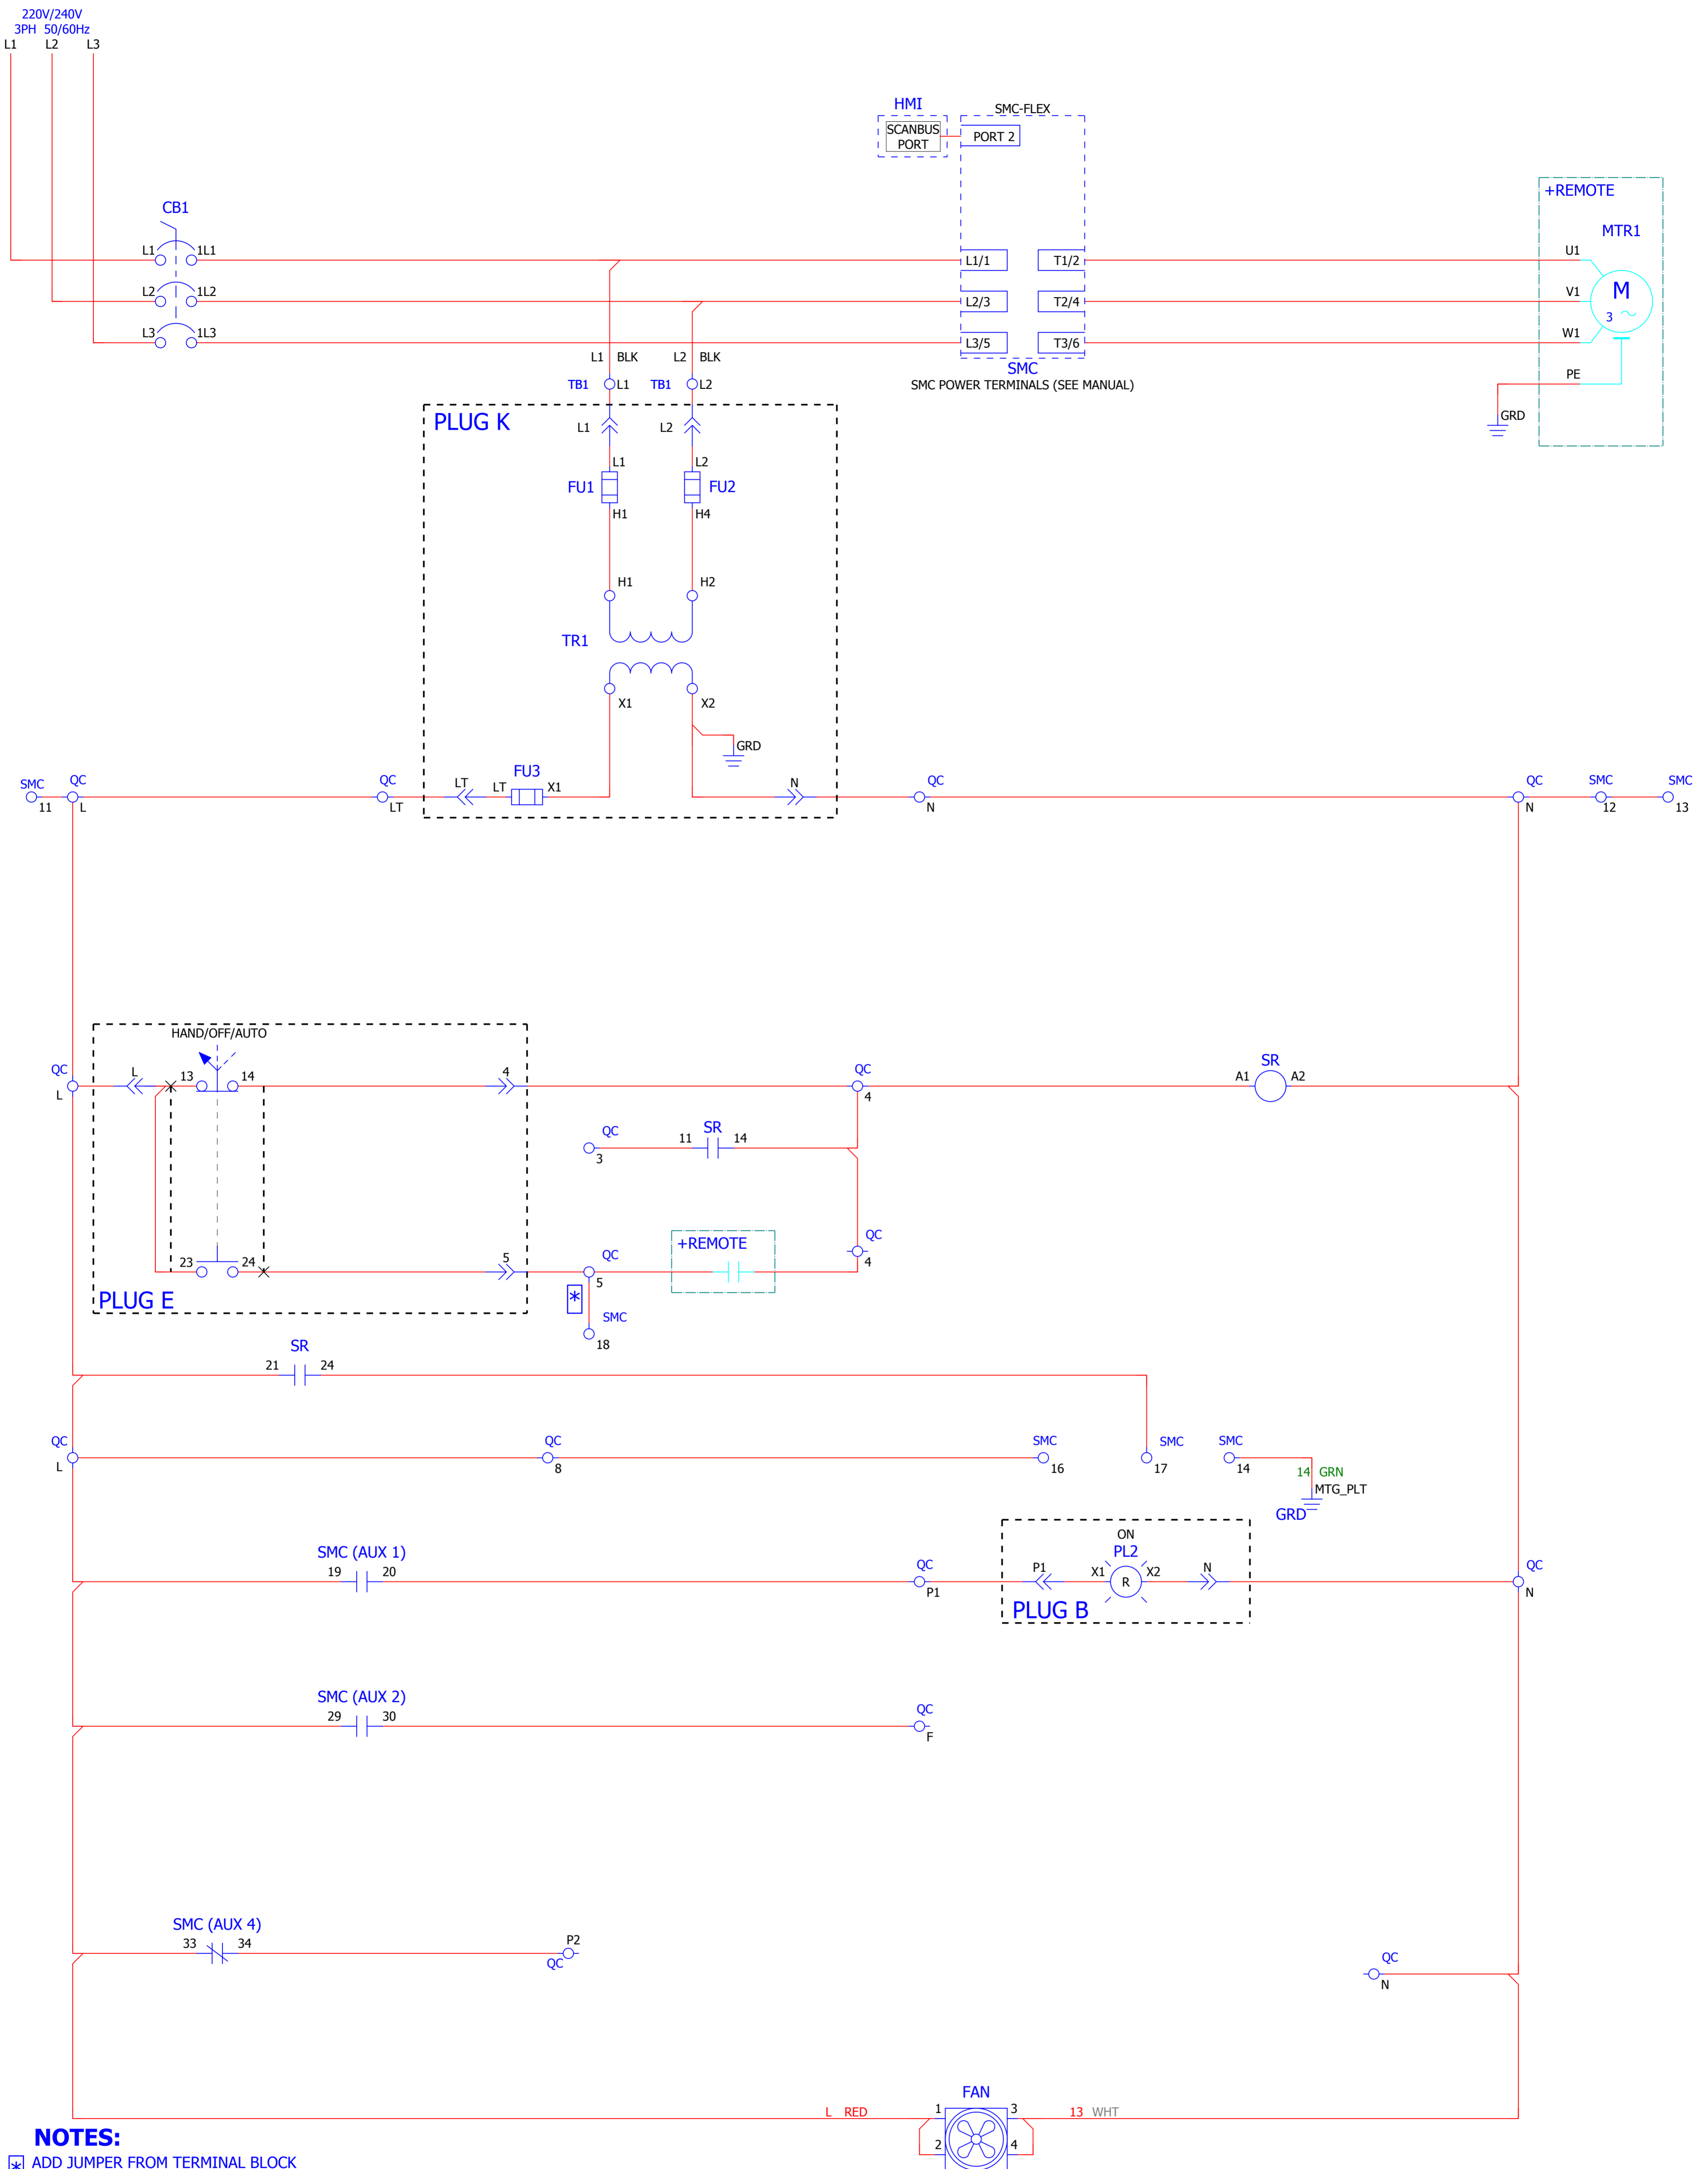 220V/240V
3PH 50/60Hz
L1 L2 L3
HMI
SMC-FLEX
SCANBUS
PORT
PORT 2
+REMOTE
CB1
MTR1
L1 1L1
L1/1 T1/2
U1
L2 1L2
L2/3 T2/4
V1
M
3
L3 1L3
L3/5 T3/6
W1
L1 BLK L2 BLK
SMC
PE
TB1 L1 TB1 L2
SMC POWER TERMINALS (SEE MANUAL)
GRD
PLUG K
L1 L2
L1 L2
FU1 FU2
H1 H4
H1 H2
TR1
X1 X2
GRD
SMC QC QC
LT LT FU3 X1
N QC
QC SMC SMC
11 L LT
N
N 12 13
HAND/OFF/AUTO
QC L 13 14 4
QC
SR
A1 A2
L
4
QC 11 SR 14
3
+REMOTE
QC
23 24 5 QC
4
5
PLUG E
*
SMC
18
SR
21 24
QC QC SMC SMC SMC
L 8 16 17 14
14 GRN
MTG_PLT
GRD
ON
SMC (AUX 1)
PL2
19 20
QC P1 X1 R X2 N QC
P1
N
PLUG B
SMC (AUX 2)
29 30
QC
F
SMC (AUX 4)
33 34
P2
QC
QC
N
FAN
L RED 1 3 13 WHT
2 4
NOTES:
* ADD JUMPER FROM TERMINAL BLOCK